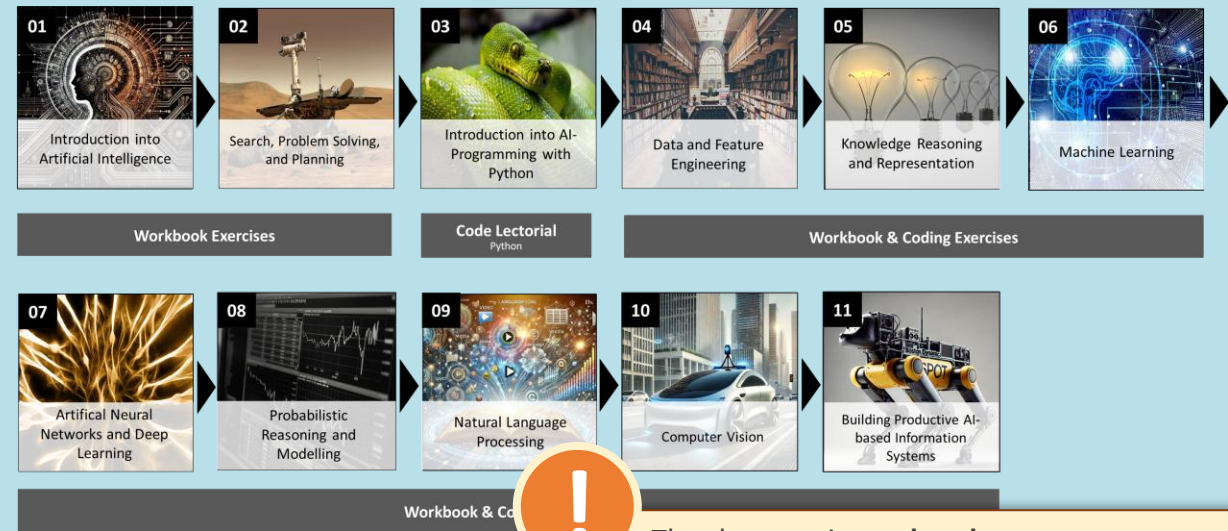 01
Introduction into
Artificial Intelligence
02
Search, Problem Solving,
and Planning
03
Introduction into AI-
Programming with
Python
04
Data and Feature
Engineering
05
Knowledge Reasoning
and Representation
06
Machine Learning
Workbook Exercises
Code Lectorial
Python
Workbook & Coding Exercises
07
Artifical Neural
Networks and Deep
Learning
08
Probabilistic
Reasoning and
Modelling
09
Natural Language
Processing
10
Computer Vision
11
SPOT
Building Productive AI-
based Information
Systems
Workbook & Co
!